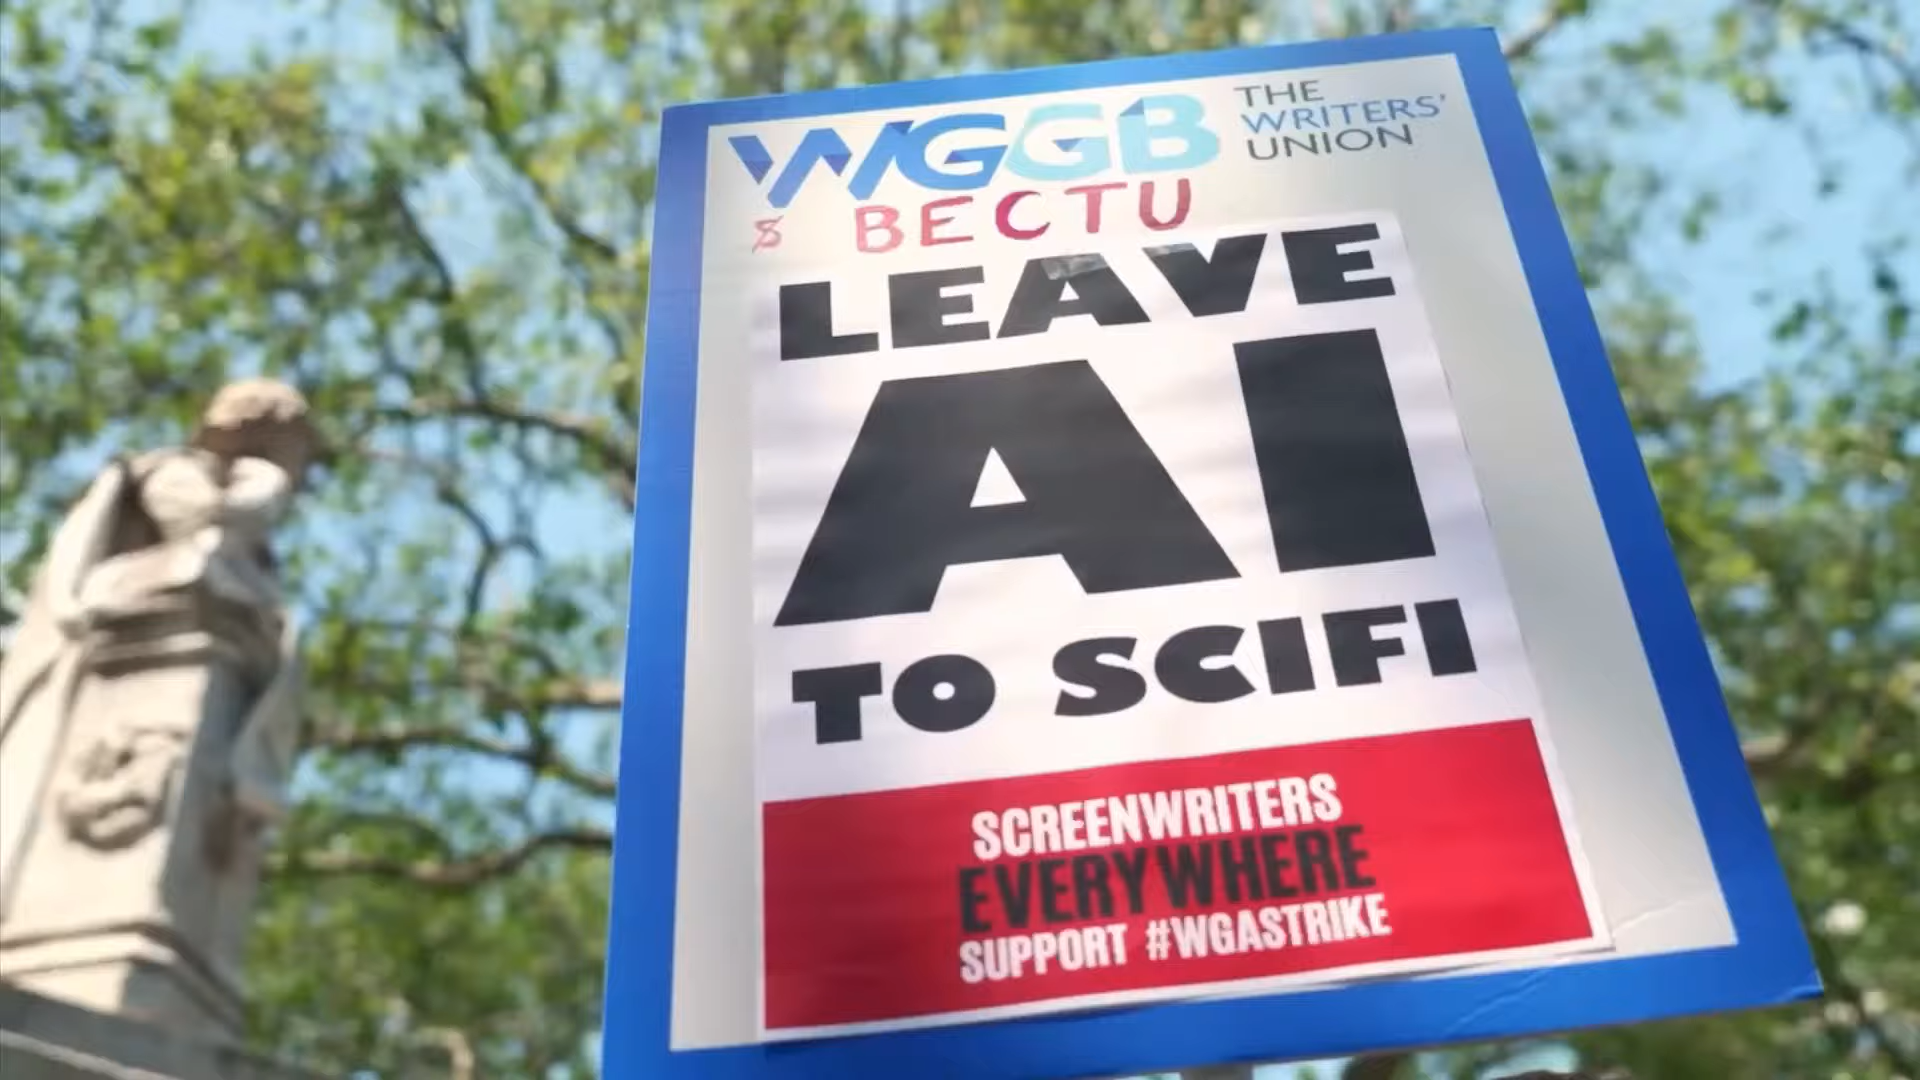 WGGB THE WRITERS' UNION
& BECTU
LEAVE
AI
TO SCIFI
SCREENWRITERS
EVERYWHERE
SUPPORT #WGASTRIKE